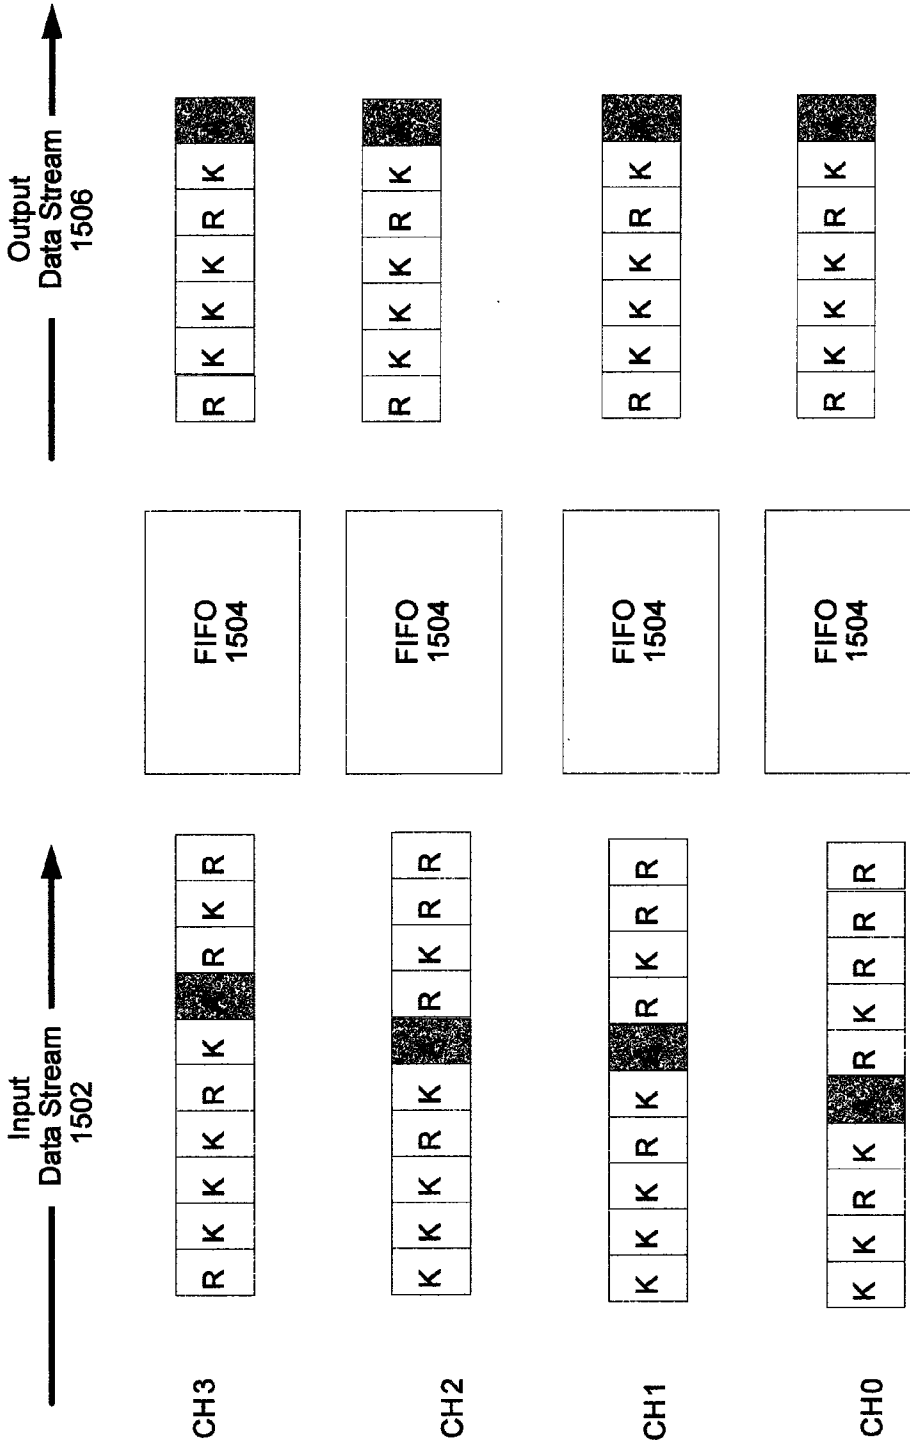 Input
Data Stream
1502
Output
Data Stream
1506
CH3
R K K K R K R K R
FIFO
1504
R K K K R K
CH2
K K K R K R K R R
FIFO
1504
R K K K R K
CH1
K K K R K R K R R
FIFO
1504
R K K K R K
CH0
K K R K R K R R R
FIFO
1504
R K K K R K